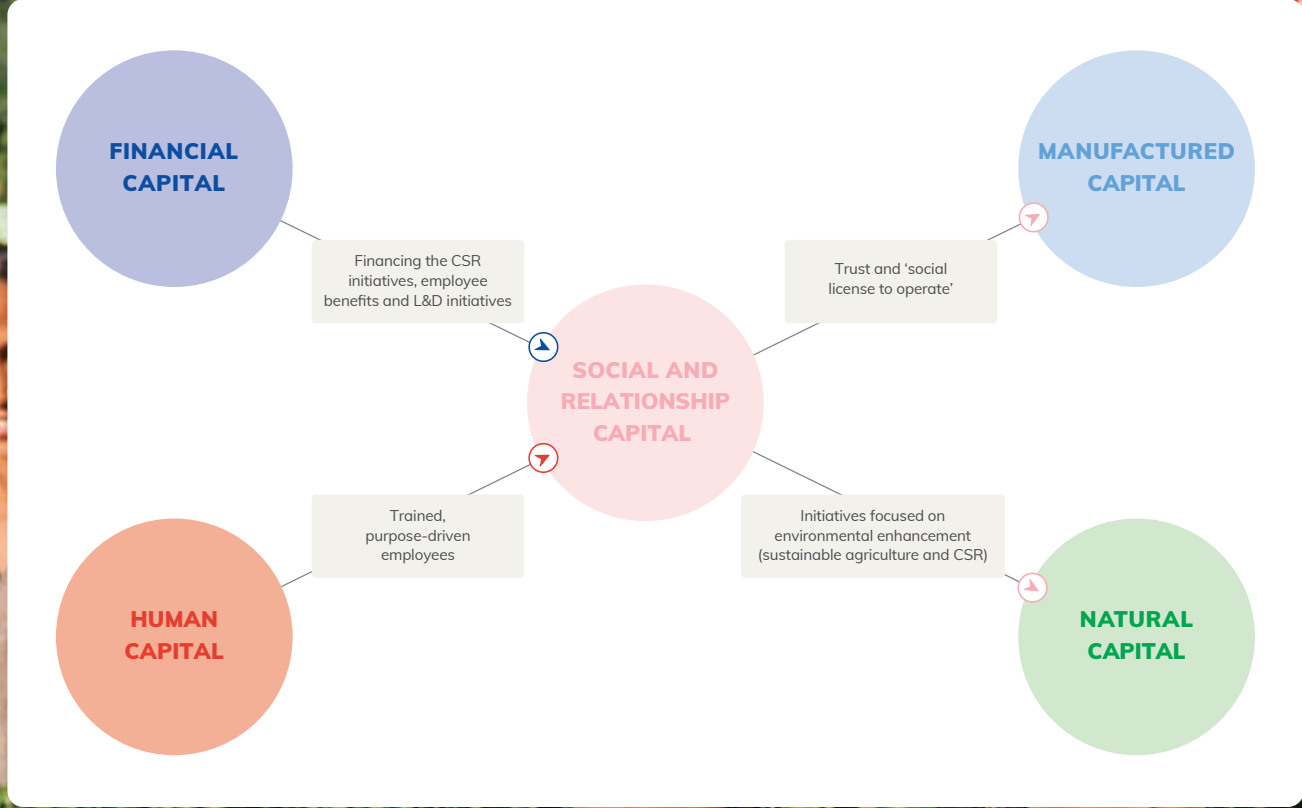 FINANCIAL
CAPITAL
MANUFACTURED
CAPITAL
Financing the CSR
initiatives, employee
benefits and L&D initiatives
Trust and ‘social
license to operate’
SOCIAL AND
RELATIONSHIP
CAPITAL
Trained,
purpose-driven
employees
Initiatives focused on
environmental enhancement
(sustainable agriculture and CSR)
HUMAN
CAPITAL
NATURAL
CAPITAL